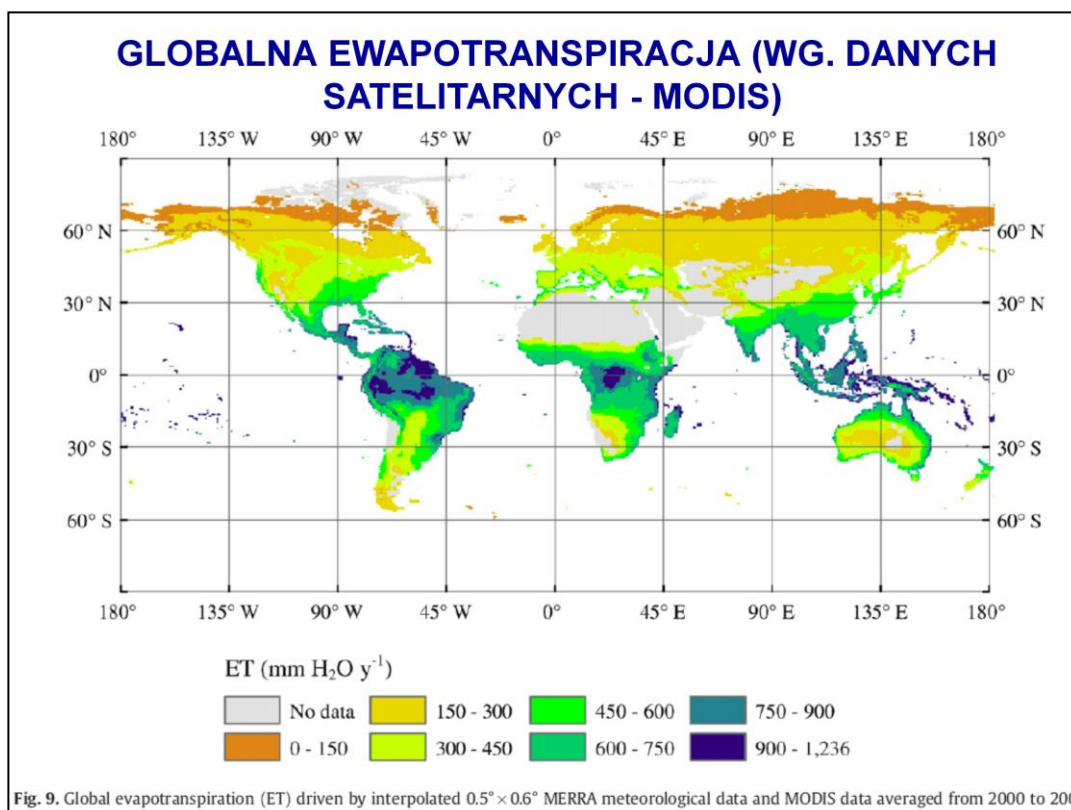 GLOBALNA EWAPOTRANSPIRACJA (WG. DANYCH
SATELITARNYCH - MODIS)
180° 135° W 90° W 45° W 0° 45° E 90° E 135° E 180°
60° N 60° N
30° N 30° N
0° 0°
30° S 30° S
60° S 60° S
180° 135° W 90° W 45° W 0° 45° E 90° E 135° E 180°
ET (mm H₂O y⁻¹)
No data 150 - 300 450 - 600 750 - 900
0 - 150 300 - 450 600 - 750 900 - 1,236
Fig. 9. Global evapotranspiration (ET) driven by interpolated 0.5° × 0.6° MERRA meteorological data and MODIS data averaged from 2000 to